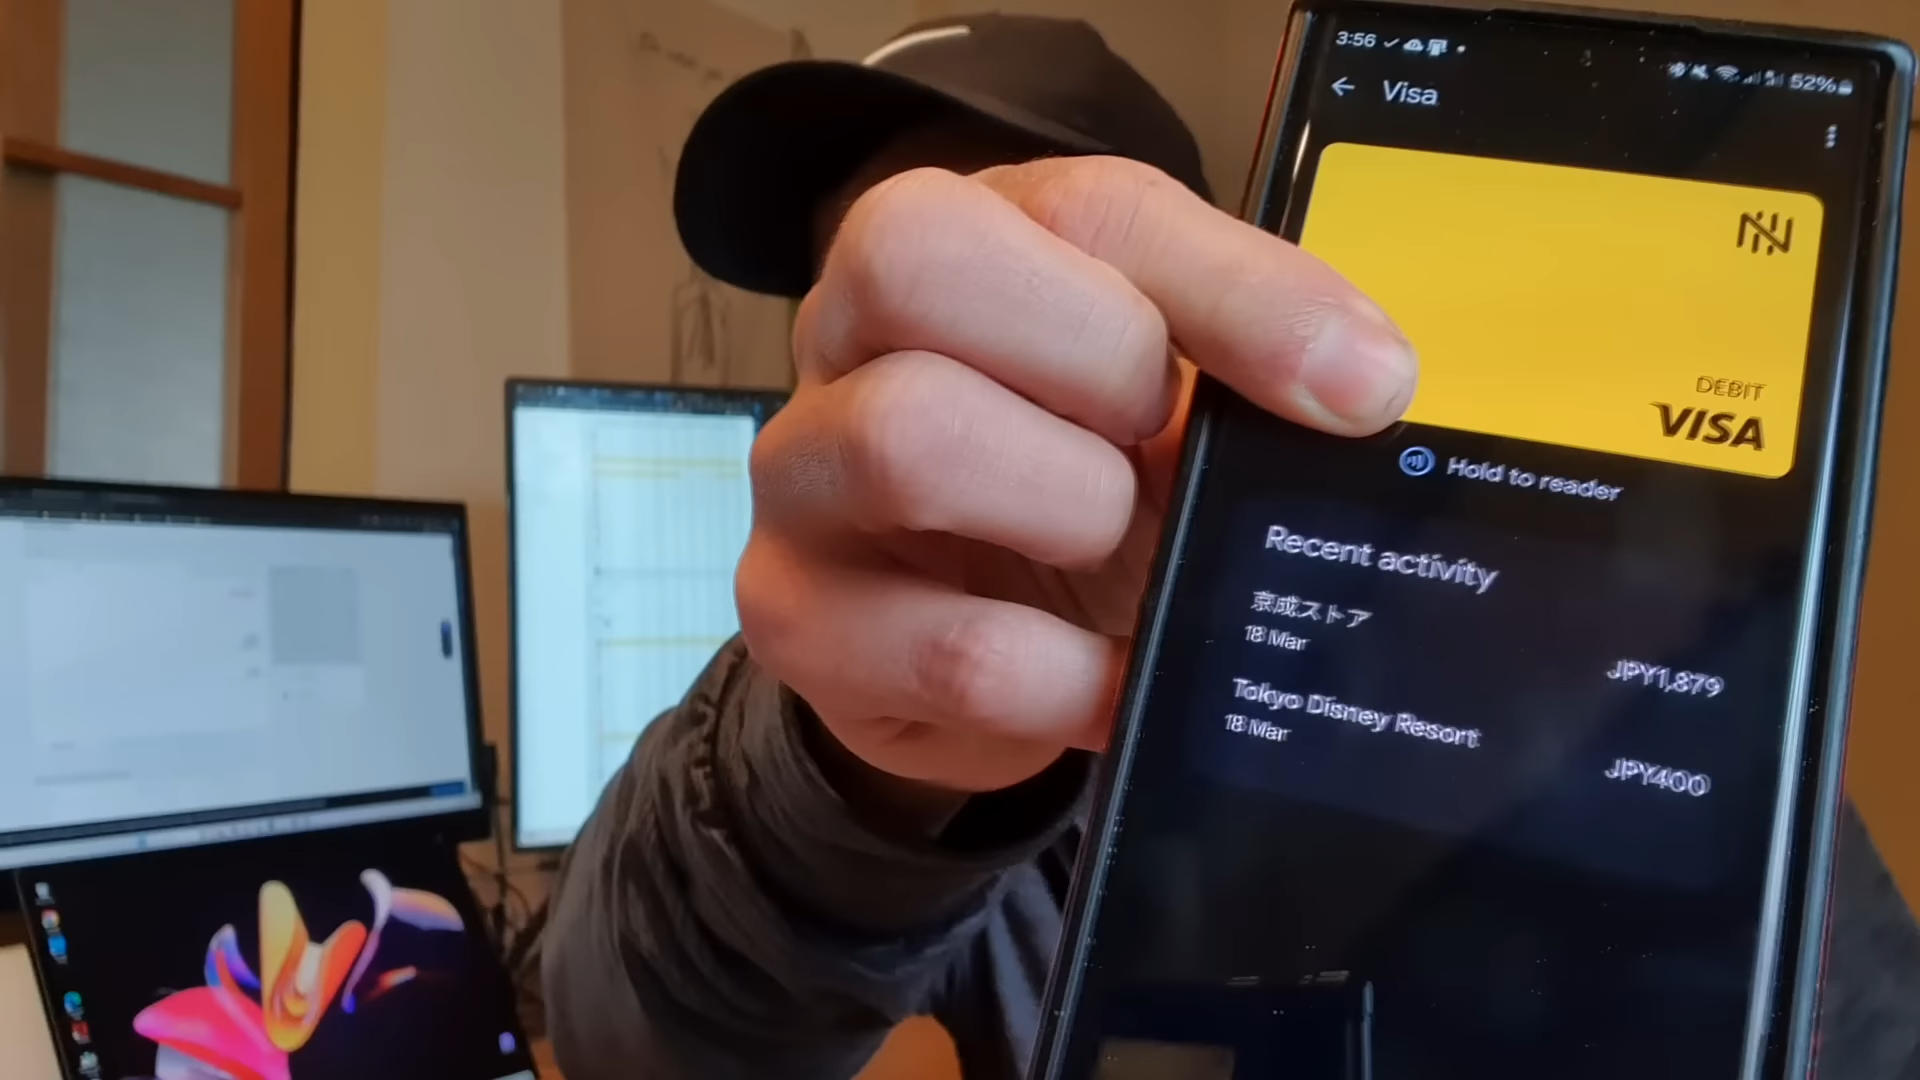 3:56
52%
Visa
DEBIT
VISA
Hold to reader
Recent activity
京成ストア
18 Mar
JPY1,879
Tokyo Disney Resort
18 Mar
JPY400